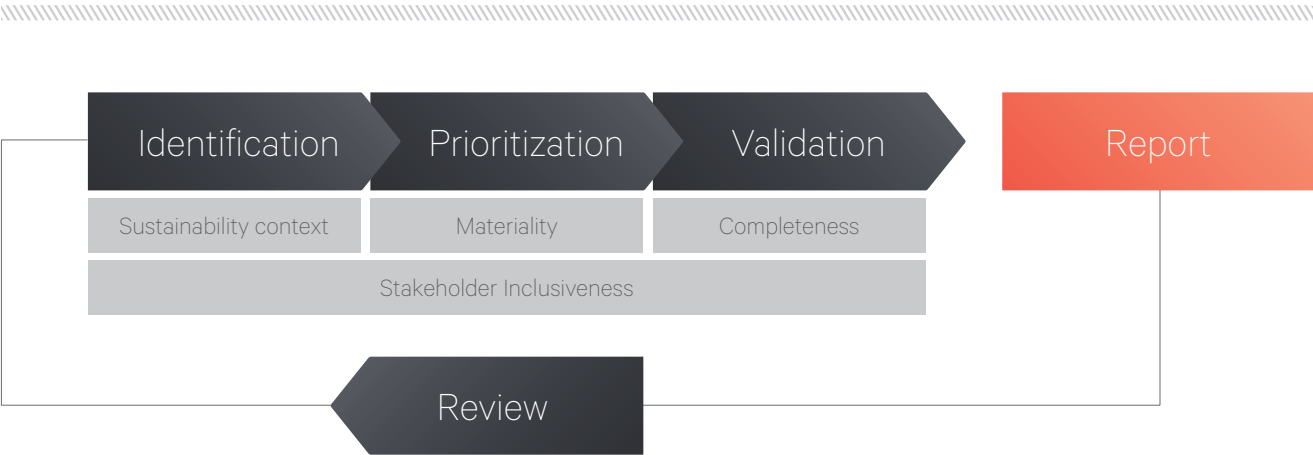 Identification
Prioritization
Validation
Report
Sustainability context
Materiality
Completeness
Stakeholder Inclusiveness
Review